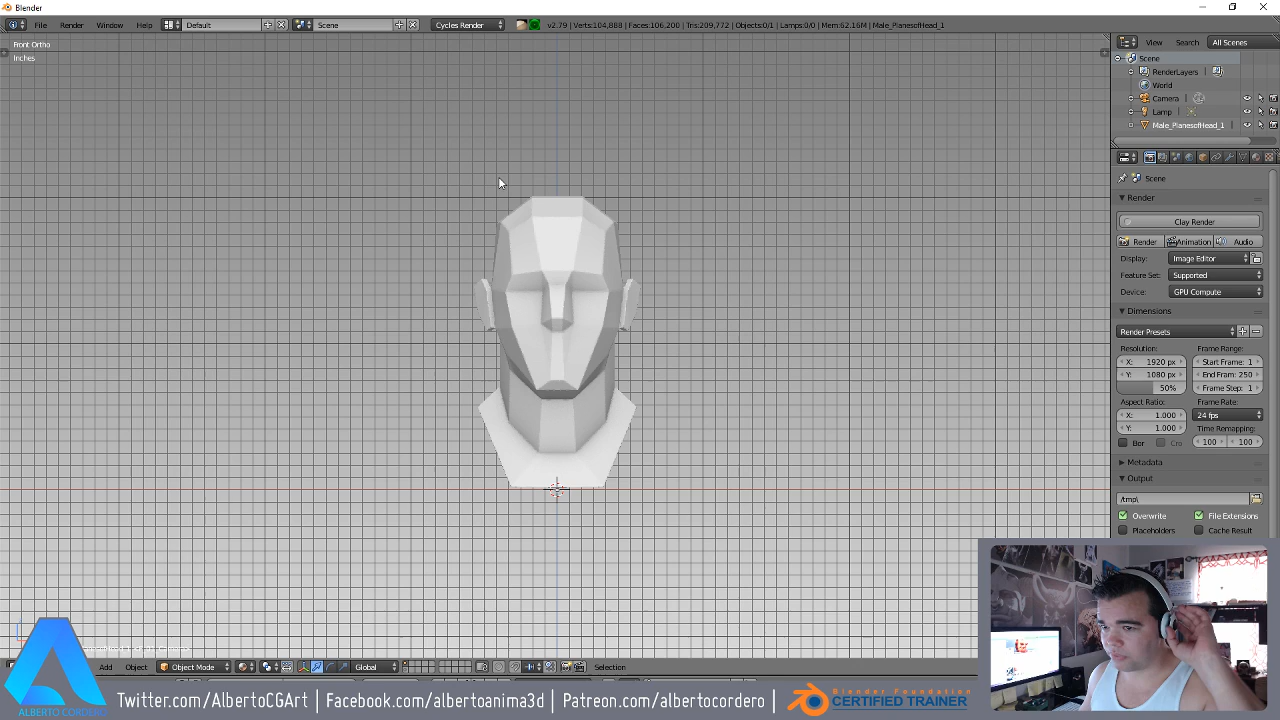 Blender
File Render Window Help Default Scene Cycles Render v2.79 | Verts:104,888 | Faces:106,200 | Tris:209,772 | Objects:0/1 | Lamps:0/0 | Mem:62.16M | Male_PlanesofHead_1
Front Ortho
Inches
View Search All Scenes
Scene
RenderLayers
World
Camera
Lamp
Male_PlanesofHead_1
Scene
Render
Clay Render
Render Animation Audio
Display: Image Editor
Feature Set: Supported
Device: GPU Compute
Dimensions
Render Presets
Resolution: Frame Range:
X: 1920 px Start Frame: 1
Y: 1080 px End Fram: 250
50% Frame Step: 1
Aspect Ratio: Frame Rate:
X: 1.000 24 fps
Y: 1.000 Time Remapping:
Bor Cro 100 100
Metadata
Output
/tmp\
Overwrite File Extensions
Placeholders Cache Result
Add Object Object Mode Global Selection
ALBERTO CORDERO
Twitter.com/AlbertoCGArt | Facebook.com/albertoanima3d | Patreon.com/albertocordero |
Blender Foundation
CERTIFIED TRAINER